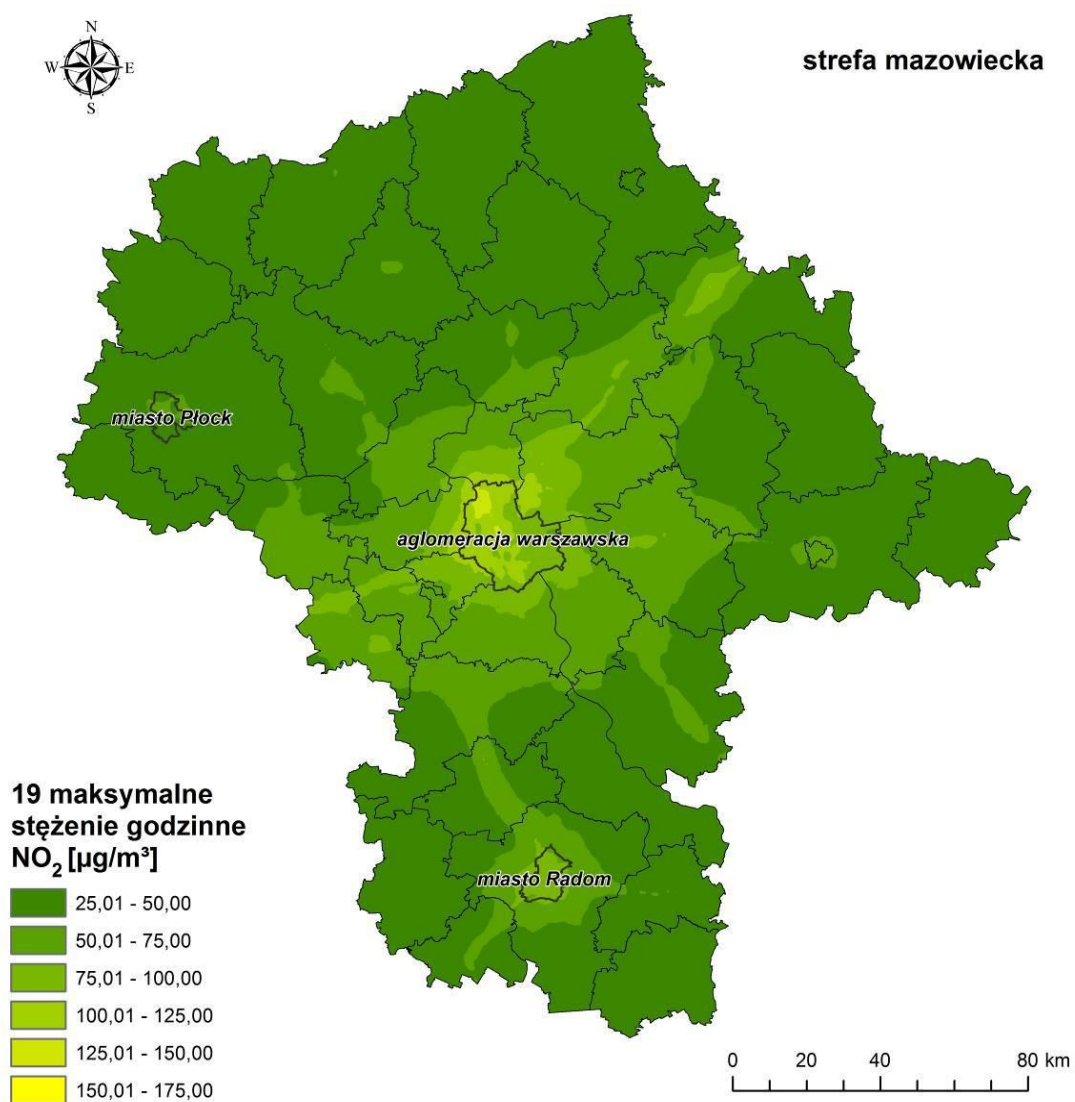 N
W E
S
strefa mazowiecka
miasto Płock
aglomeracja warszawska
miasto Radom
19 maksymalne
stężenie godzinne
NO₂ [µg/m³]
25,01 - 50,00
50,01 - 75,00
75,01 - 100,00
100,01 - 125,00
125,01 - 150,00
150,01 - 175,00
0 20 40 80 km